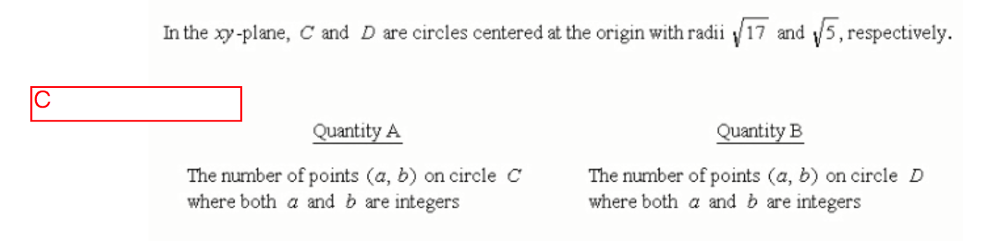 In the xy-plane, C and D are circles centered at the origin with radii √17 and √5, respectively.
C
Quantity A
Quantity B
The number of points (a, b) on circle C
where both a and b are integers
The number of points (a, b) on circle D
where both a and b are integers